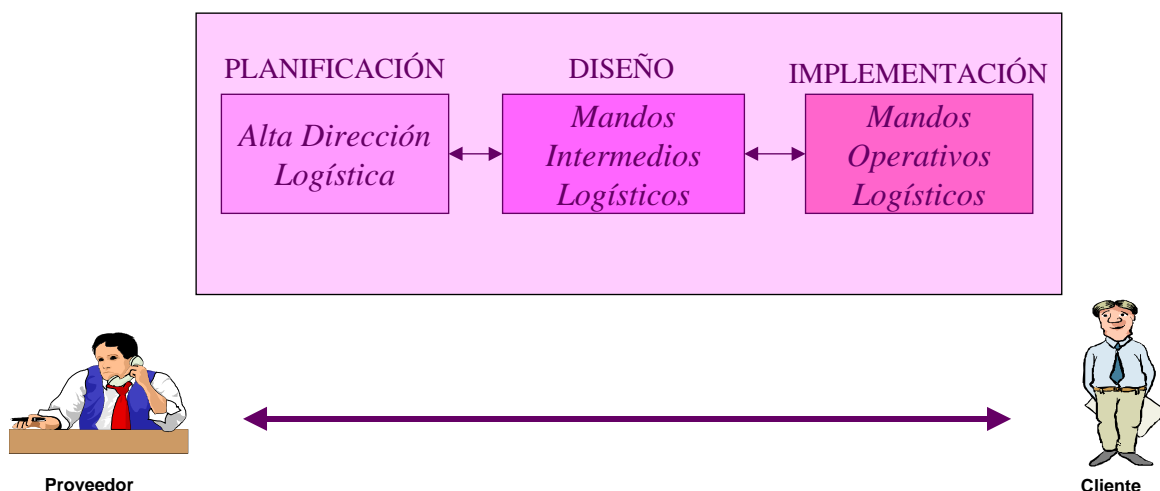 PLANIFICACIÓN
DISEÑO
IMPLEMENTACIÓN
Alta Dirección
Logística
Mandos
Intermedios
Logísticos
Mandos
Operativos
Logísticos
Proveedor
Cliente